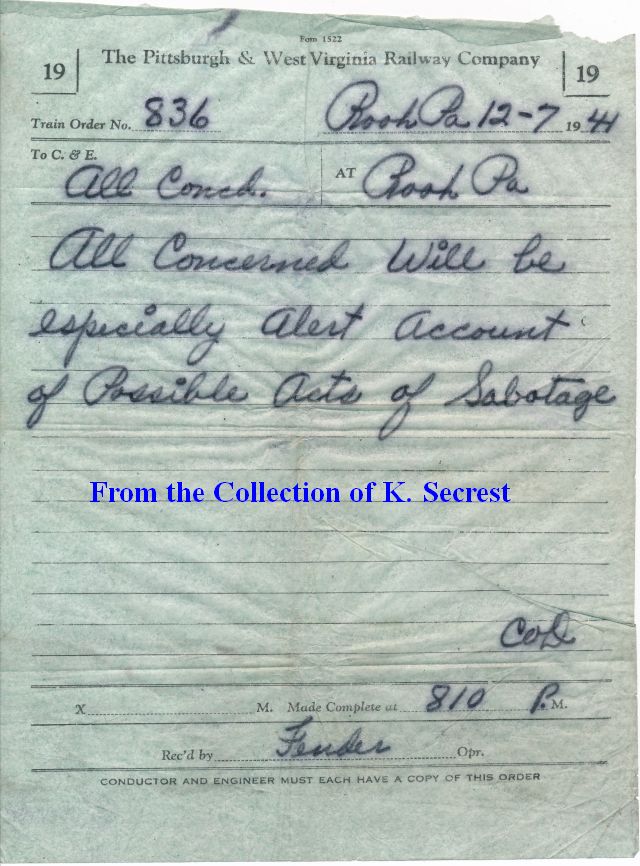 Form 1522
19 The Pittsburgh & West Virginia Railway Company 19
Train Order No. 836 Rook Pa 12-7 1941
To C. & E. All Concd. AT Rook Pa
All Concerned Will be
especially Alert Account
of Possible Acts of Sabotage
From the Collection of K. Secrest
COD
X M. Made Complete at 810 P. M.
Rec'd by Fender Opr.
CONDUCTOR AND ENGINEER MUST EACH HAVE A COPY OF THIS ORDER